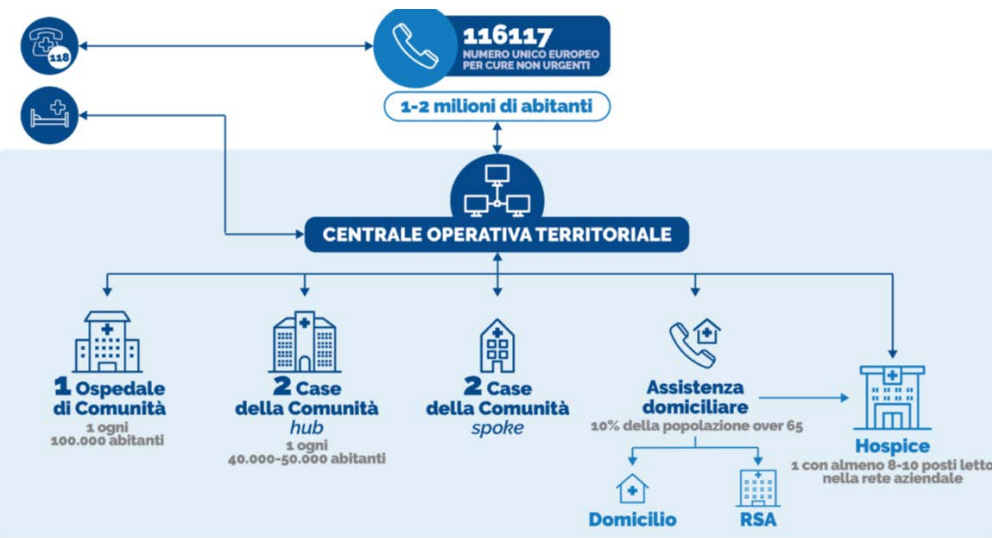 118
116117
NUMERO UNICO EUROPEO
PER CURE NON URGENTI
1-2 milioni di abitanti
CENTRALE OPERATIVA TERRITORIALE
1 Ospedale
di Comunità
1 ogni
100.000 abitanti
2 Case
della Comunità
hub
1 ogni
40.000-50.000 abitanti
2 Case
della Comunità
spoke
Assistenza
domiciliare
10% della popolazione over 65
Domicilio
RSA
Hospice
1 con almeno 8-10 posti letto
nella rete aziendale